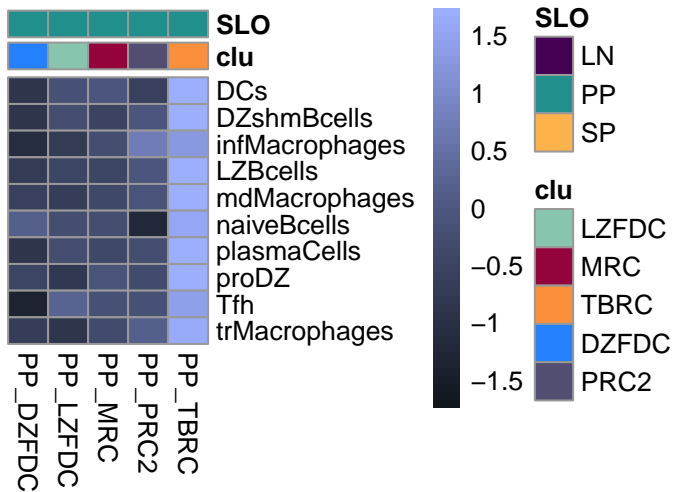 SLO
clu
DCs
DZshmBcells
infMacrophages
LZBcells
mdMacrophages
naiveBcells
plasmaCells
proDZ
Tfh
trMacrophages
PP_DZFDC
PP_LZFDC
PP_MRC
PP_PRC2
PP_TBRC
1.5
1
0.5
0
−0.5
−1
−1.5
SLO
LN
PP
SP
clu
LZFDC
MRC
TBRC
DZFDC
PRC2